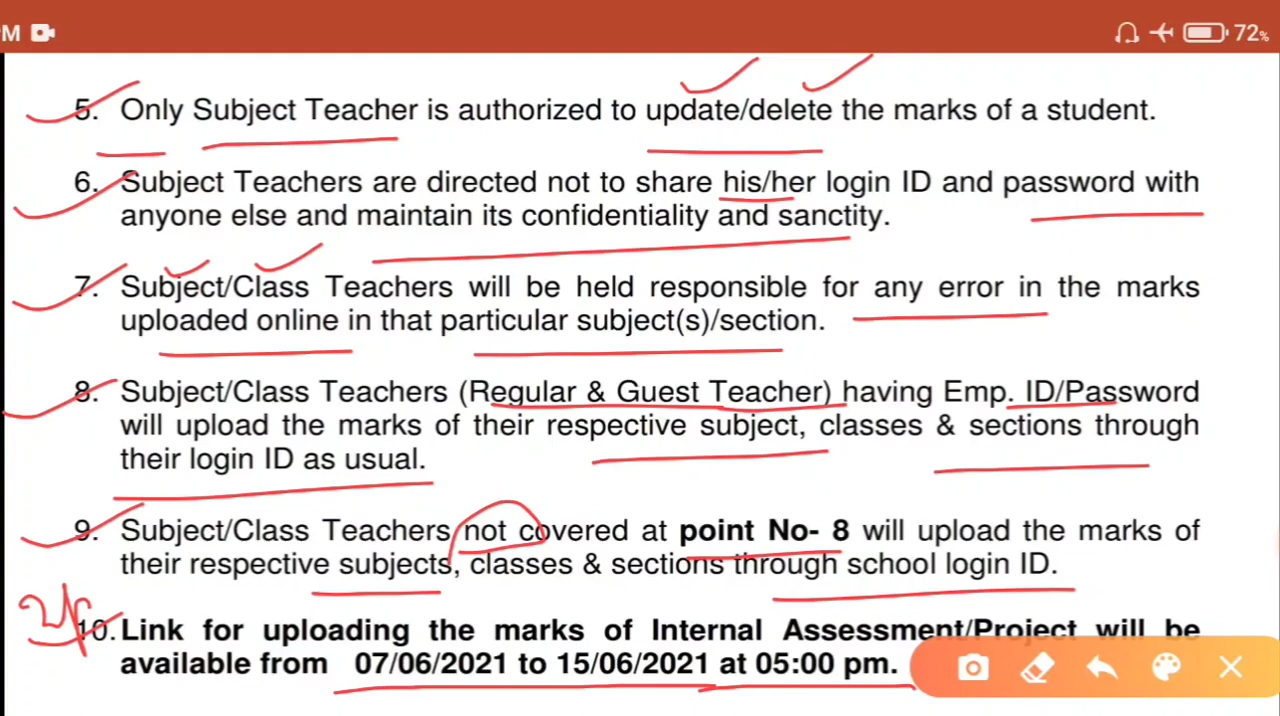 M
72%
5. Only Subject Teacher is authorized to update/delete the marks of a student.
6. Subject Teachers are directed not to share his/her login ID and password with
anyone else and maintain its confidentiality and sanctity.
7. Subject/Class Teachers will be held responsible for any error in the marks
uploaded online in that particular subject(s)/section.
8. Subject/Class Teachers (Regular & Guest Teacher) having Emp. ID/Password
will upload the marks of their respective subject, classes & sections through
their login ID as usual.
9. Subject/Class Teachers not covered at point No- 8 will upload the marks of
their respective subjects, classes & sections through school login ID.
10. Link for uploading the marks of Internal Assessment/Project will be
available from 07/06/2021 to 15/06/2021 at 05:00 pm.